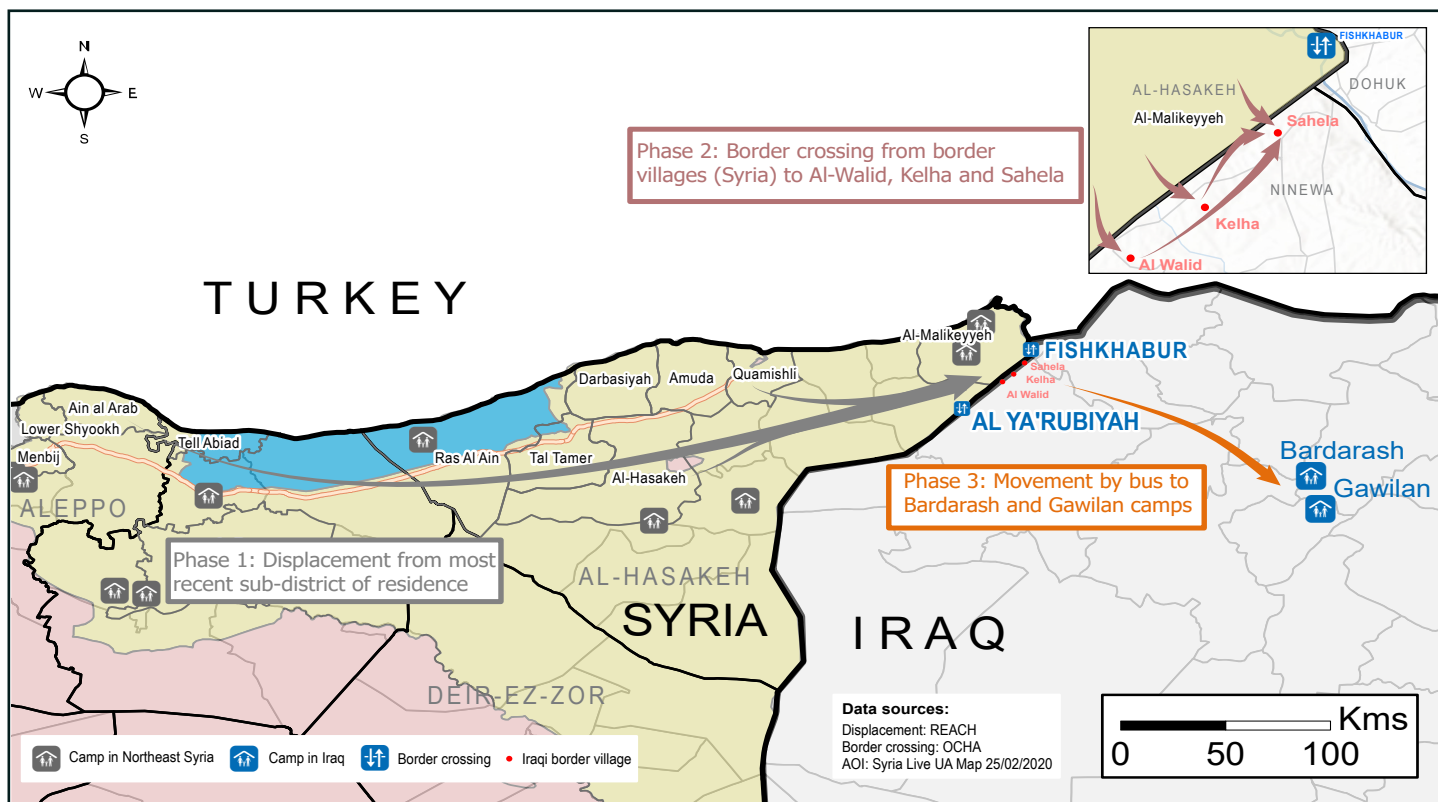 N
W
E
S
FISHKHABUR
DOHUK
AL-HASAKEH
Al-Malikeyyeh
Sahela
NINEWA
Kelha
Al Walid
Phase 2: Border crossing from border
villages (Syria) to Al-Walid, Kelha and Sahela
TURKEY
Al-Malikeyyeh
FISHKHABUR
Sahela
Kelha
Al Walid
Darbasiyah
Amuda
Quamishli
Ain al Arab
Lower Shyookh
Tell Abiad
Menbij
Ras Al Ain
Tal Tamer
Al-Hasakeh
AL YA'RUBIYAH
Bardarash
Gawilan
Phase 3: Movement by bus to
Bardarash and Gawilan camps
ALEPPO
Phase 1: Displacement from most
recent sub-district of residence
AL-HASAKEH
SYRIA
IRAQ
DEIR-EZ-ZOR
Data sources:
Displacement: REACH
Border crossing: OCHA
AOI: Syria Live UA Map 25/02/2020
Kms
0 50 100
Camp in Northeast Syria
Camp in Iraq
Border crossing
Iraqi border village